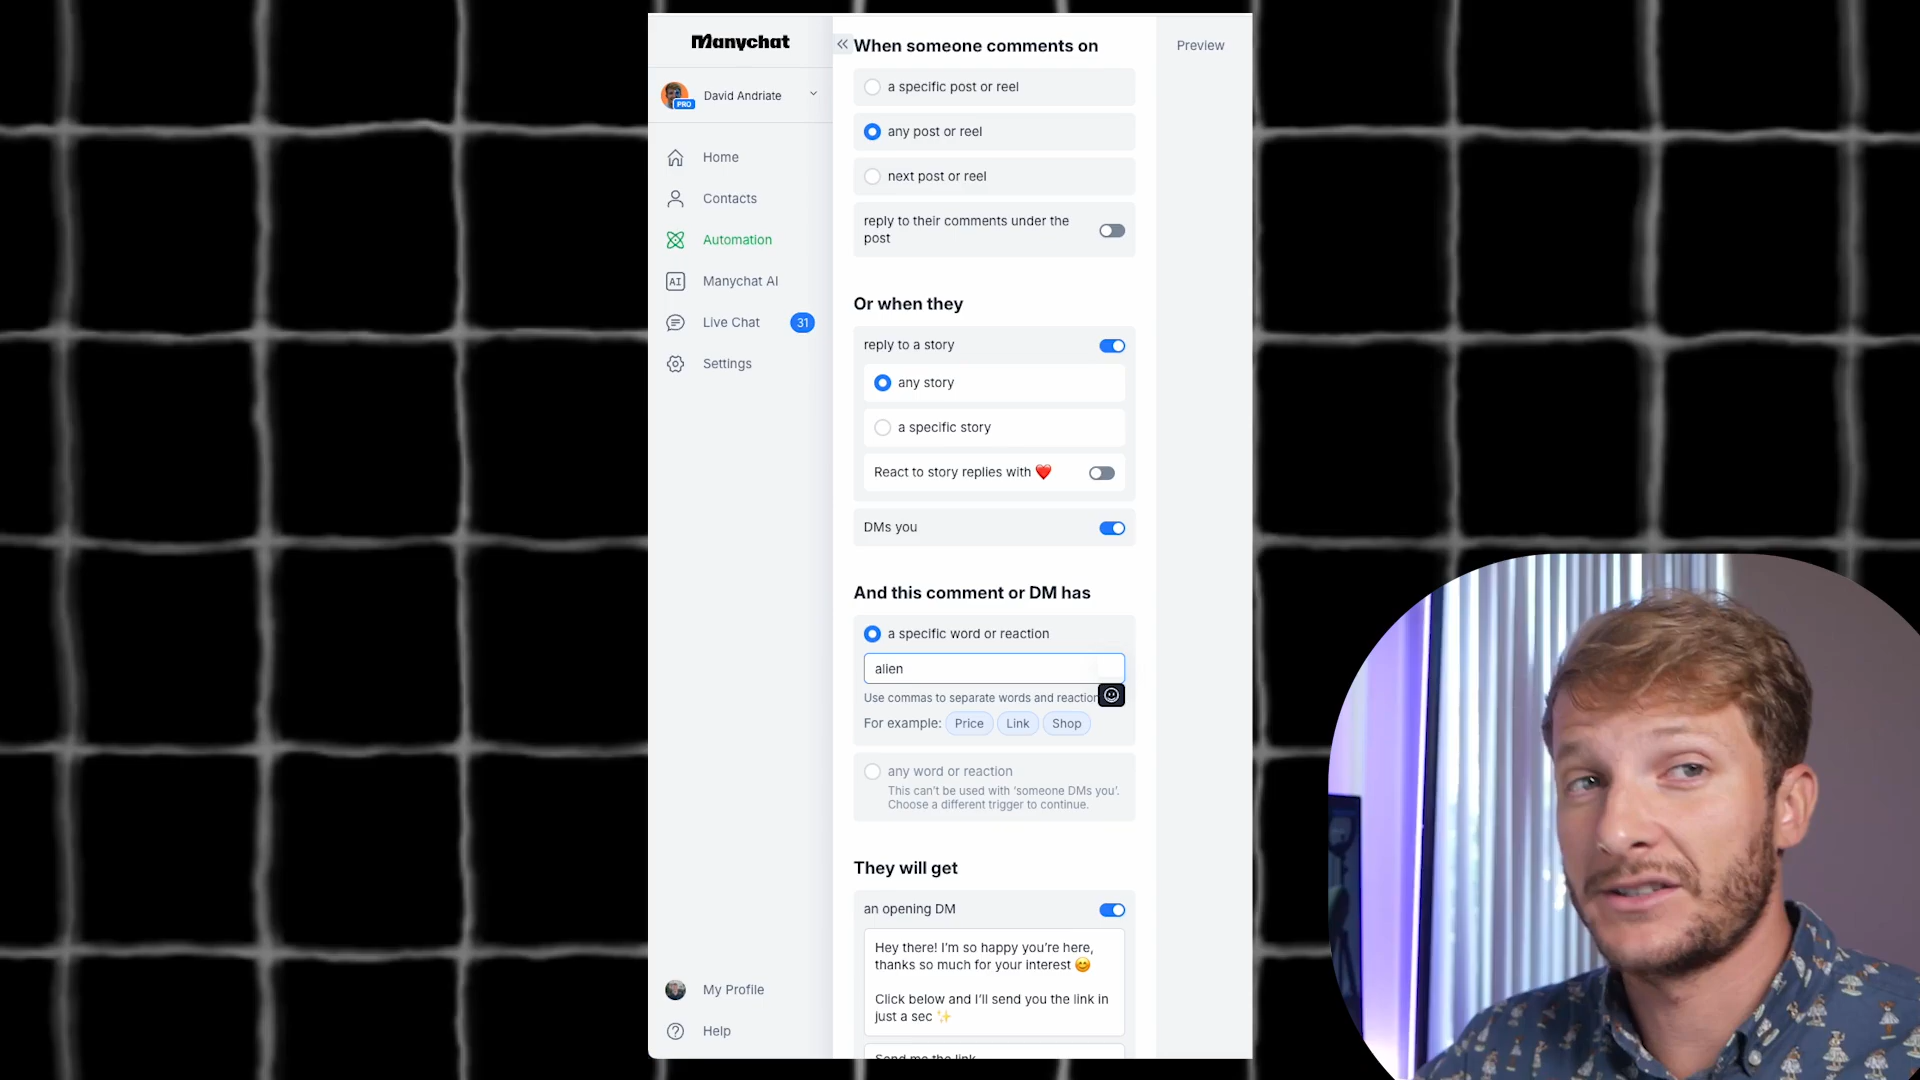 Manychat
PRO
David Andriate
Home
Contacts
Automation
AI
Manychat AI
Live Chat
31
Settings
My Profile
Help
When someone comments on
a specific post or reel
any post or reel
next post or reel
reply to their comments under the
post
Or when they
reply to a story
any story
a specific story
React to story replies with ❤️
DMs you
And this comment or DM has
a specific word or reaction
alien
Use commas to separate words and reaction
For example: Price Link Shop
any word or reaction
This can't be used with 'someone DMs you'.
Choose a different trigger to continue.
They will get
an opening DM
Hey there! I'm so happy you're here,
thanks so much for your interest 😊
Click below and I'll send you the link in
just a sec ✨
Send me the link
Preview